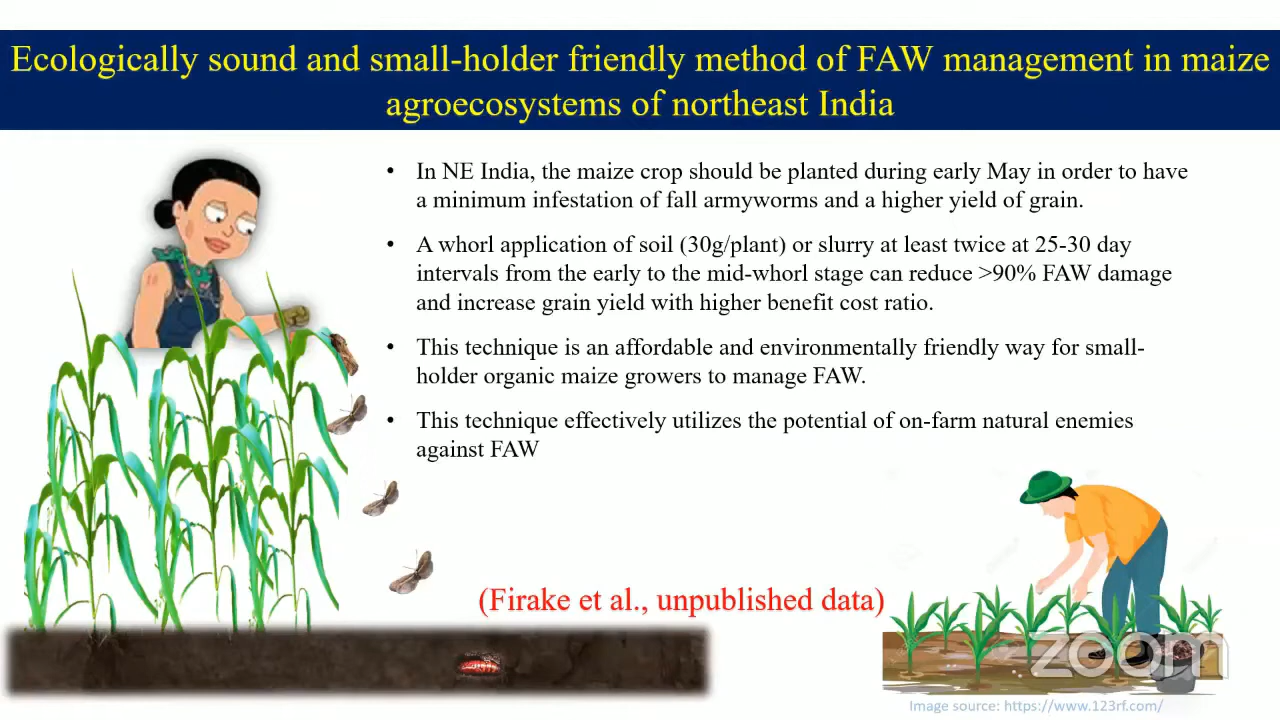 Ecologically sound and small-holder friendly method of FAW management in maize
agroecosystems of northeast India
• In NE India, the maize crop should be planted during early May in order to have
a minimum infestation of fall armyworms and a higher yield of grain.
• A whorl application of soil (30g/plant) or slurry at least twice at 25-30 day
intervals from the early to the mid-whorl stage can reduce >90% FAW damage
and increase grain yield with higher benefit cost ratio.
• This technique is an affordable and environmentally friendly way for small-
holder organic maize growers to manage FAW.
• This technique effectively utilizes the potential of on-farm natural enemies
against FAW
(Firake et al., unpublished data)
zoom
Image source: https://www.123rf.com/